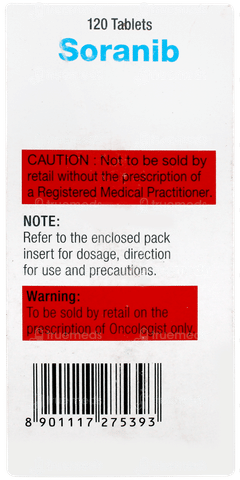 120 Tablets
Soranib
CAUTION : Not to be sold by
retail without the prescription of
a Registered Medical Practitioner.
NOTE:
Refer to the enclosed pack
insert for dosage, direction
for use and precautions.
Warning:
To be sold by retail on the
prescription of Oncologist only.
8 901117 275393